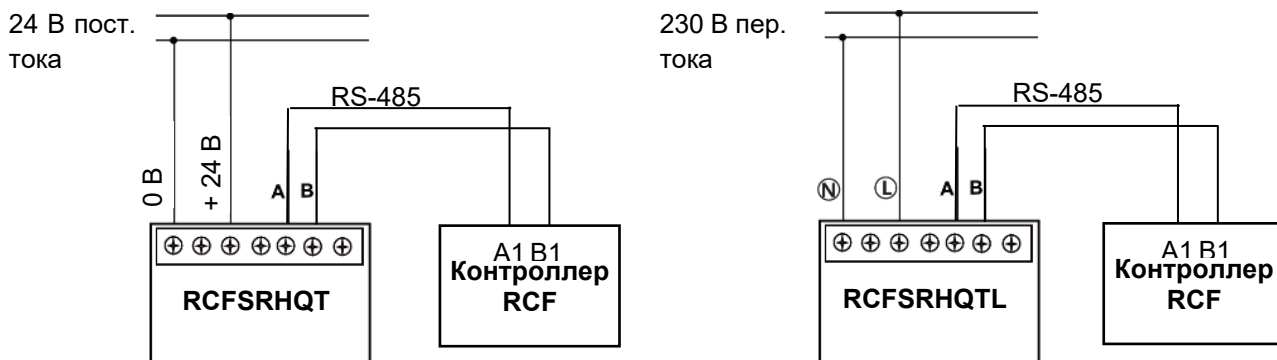 24 В пост.
тока
RS-485
0 В
+ 24 В
A
B
RCFSRHQT
A1 B1
Контроллер
RCF
230 В пер.
тока
RS-485
N
L
A
B
RCFSRHQTL
A1 B1
Контроллер
RCF